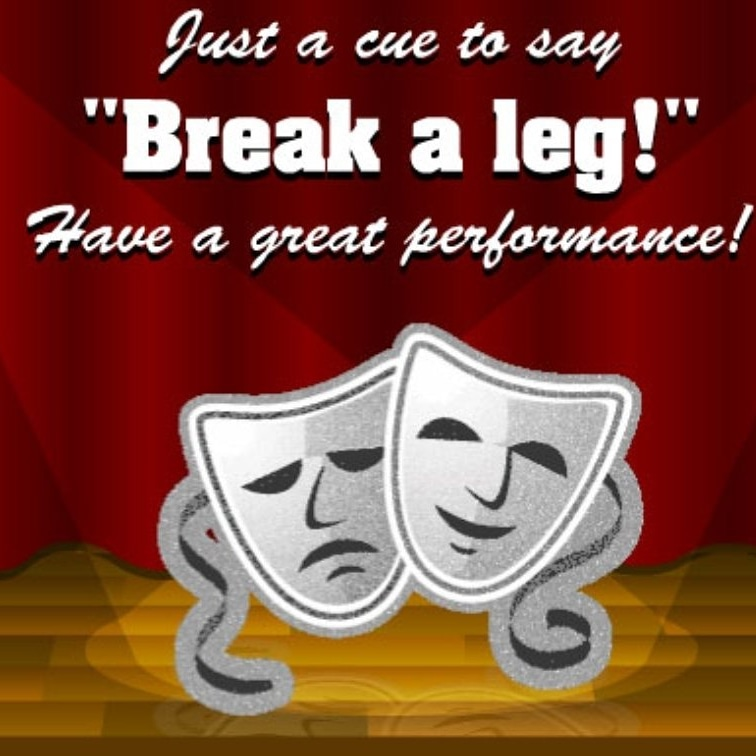 Just a cue to say
"Break a leg!"
Have a great performance!